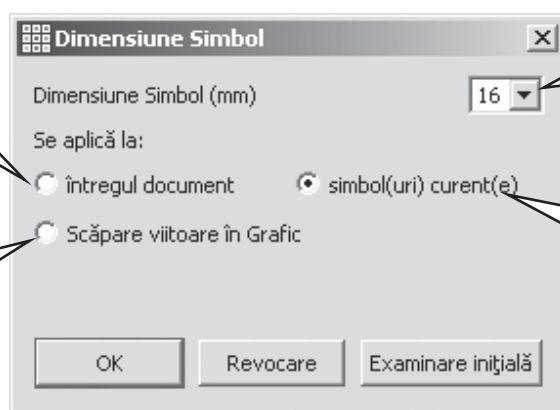 Dimensiune Simbol
Dimensiune Simbol (mm) 16
Se aplică la:
întregul document simbol(uri) curent(e)
Scăpare viitoare în Grafic
OK Revocare Examinare iniţială